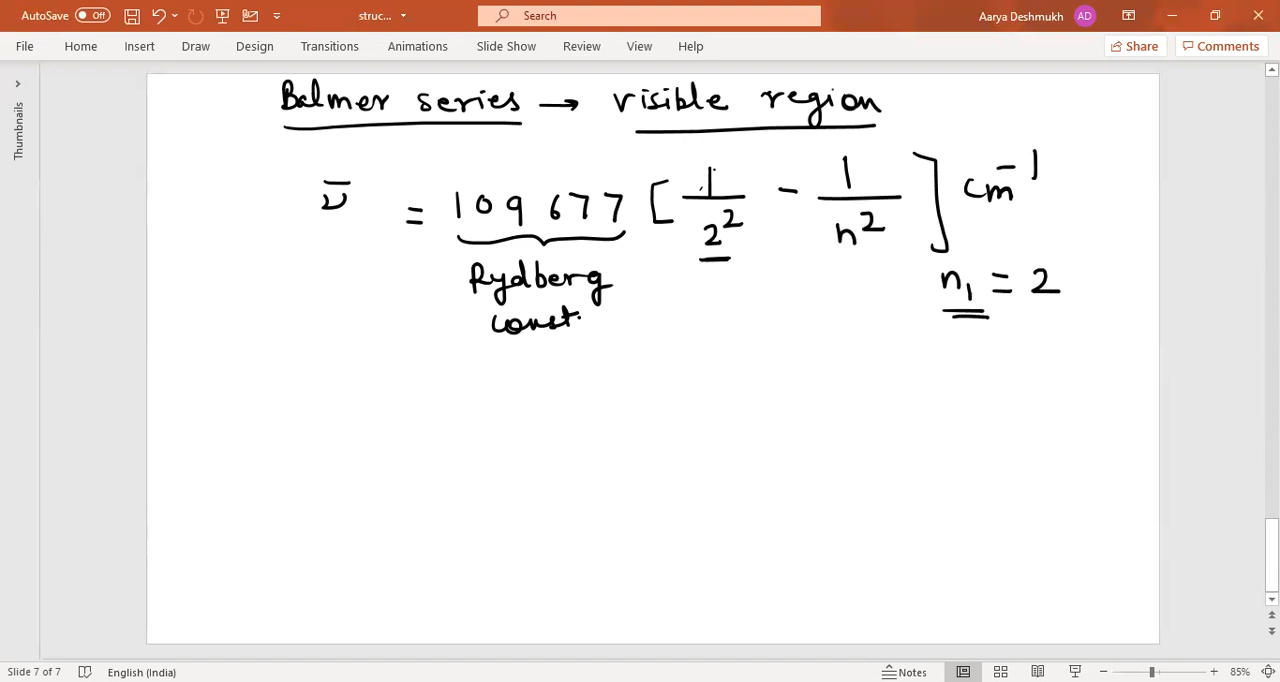 AutoSave Off struc... Search Aarya Deshmukh AD
File Home Insert Draw Design Transitions Animations Slide Show Review View Help Share Comments
Thumbnails
Balmer series → visible region
ν̅ = 109 677 [ 1/2² - 1/n² ] cm⁻¹
Rydberg
const.
n₁ = 2
Slide 7 of 7 English (India) Notes 85%